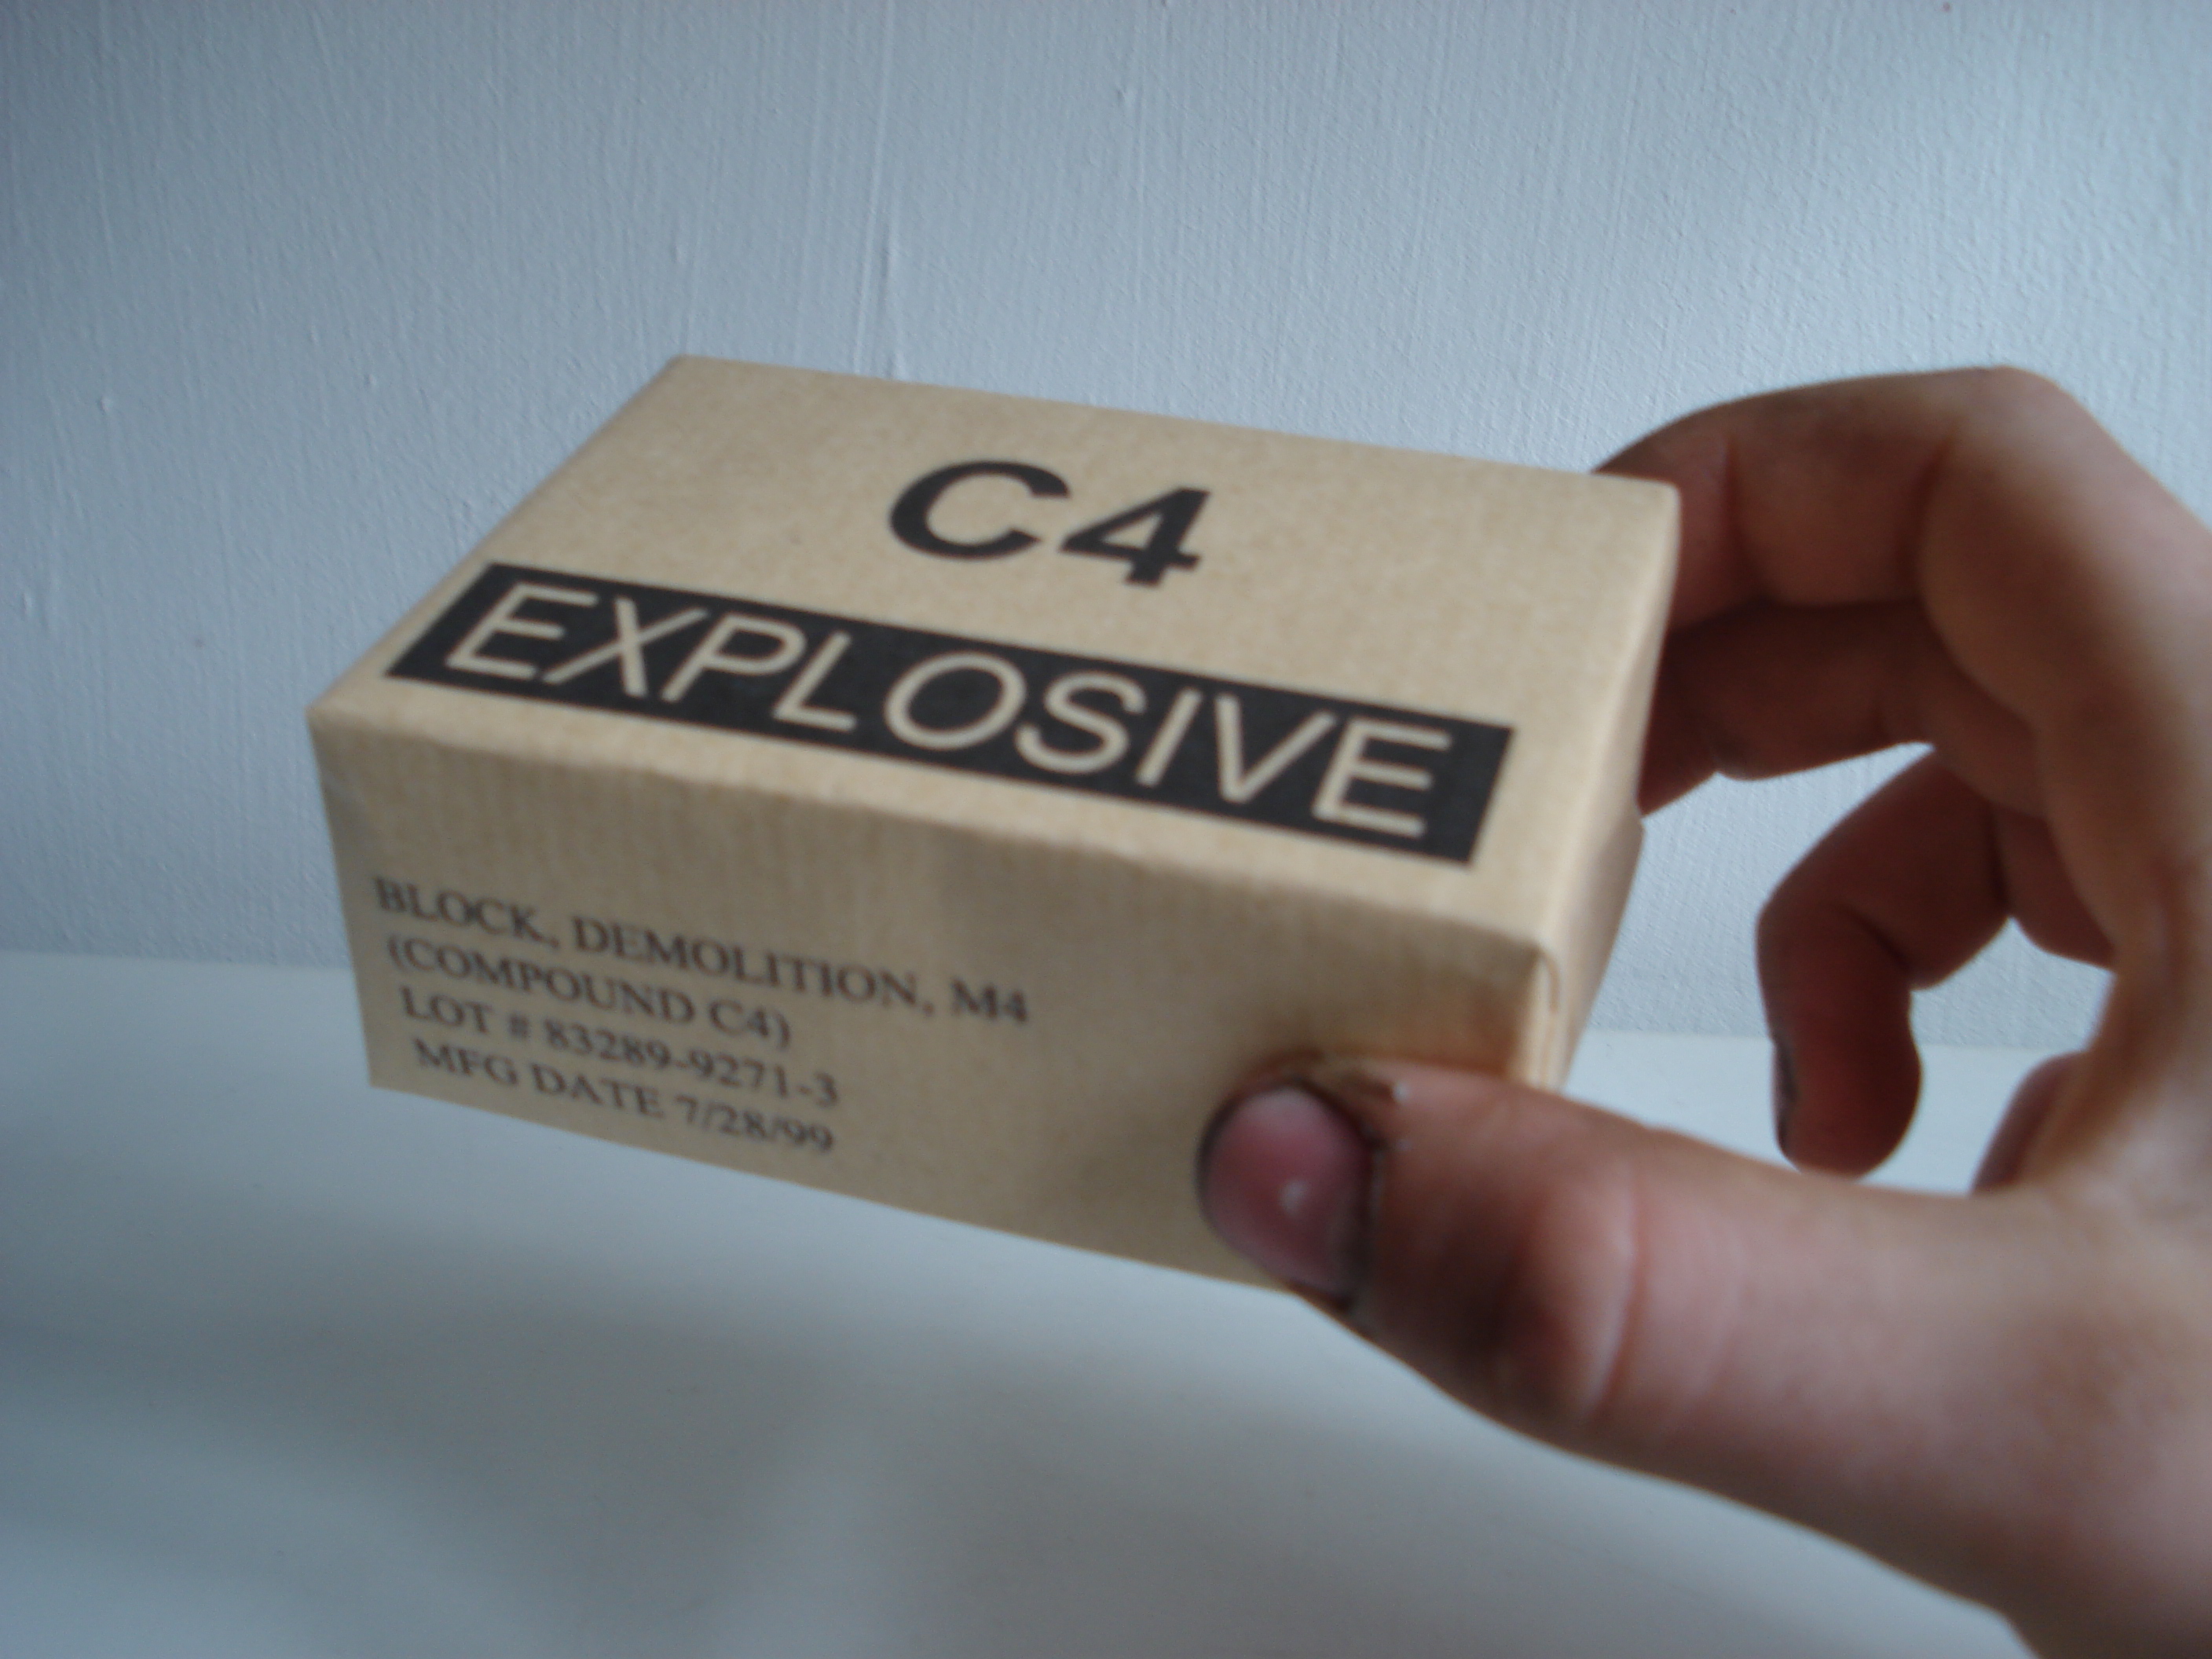 C4
EXPLOSIVE
BLOCK, DEMOLITION, M4
(COMPOUND C4)
LOT # 83289-9271-3
MFG DATE 7/28/99